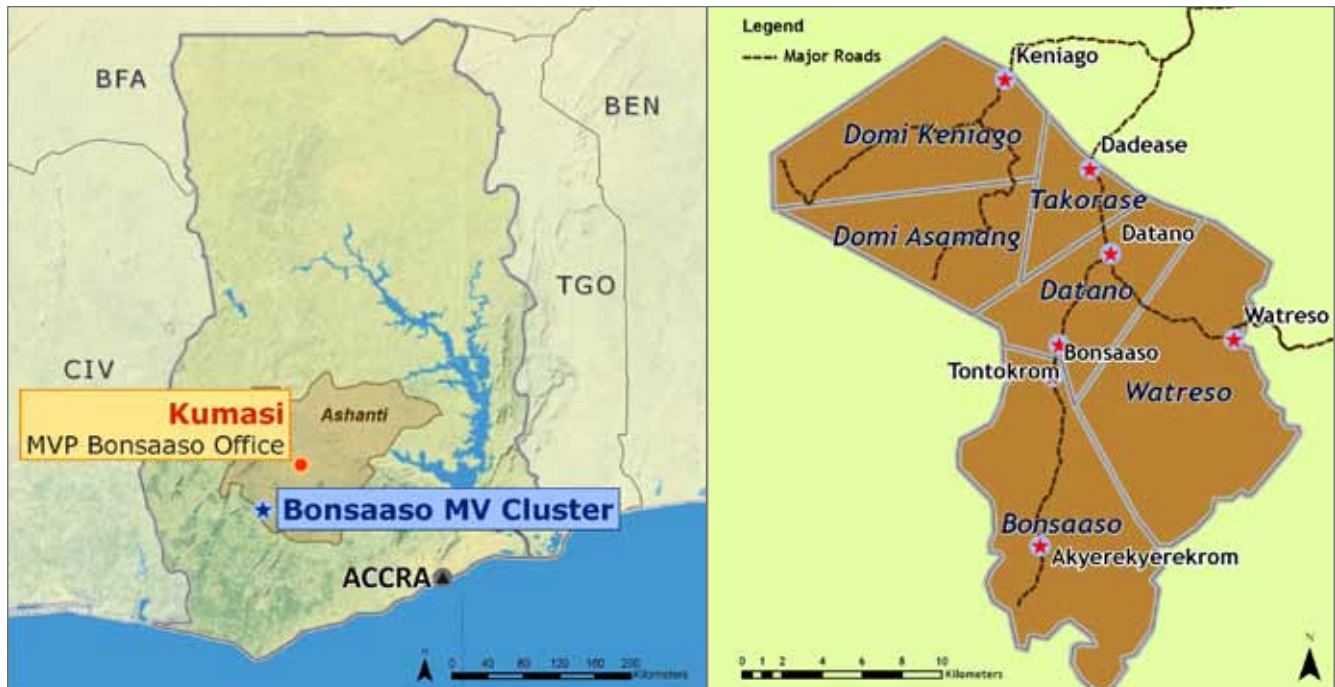 BFA
BEN
TGO
CIV
Ashanti
Kumasi
MVP Bonsaaso Office
Bonsaaso MV Cluster
ACCRA
N
0 40 80 120 160 200
Kilometers
Legend
Major Roads
Keniago
Domi Keniago
Dadease
Takorase
Domi Asamang
Datano
Datano
Watreso
Bonsaaso
Tontokrom
Watreso
Bonsaaso
Akyerekyerekrom
N
0 1 2 4 6 8 10
Kilometers